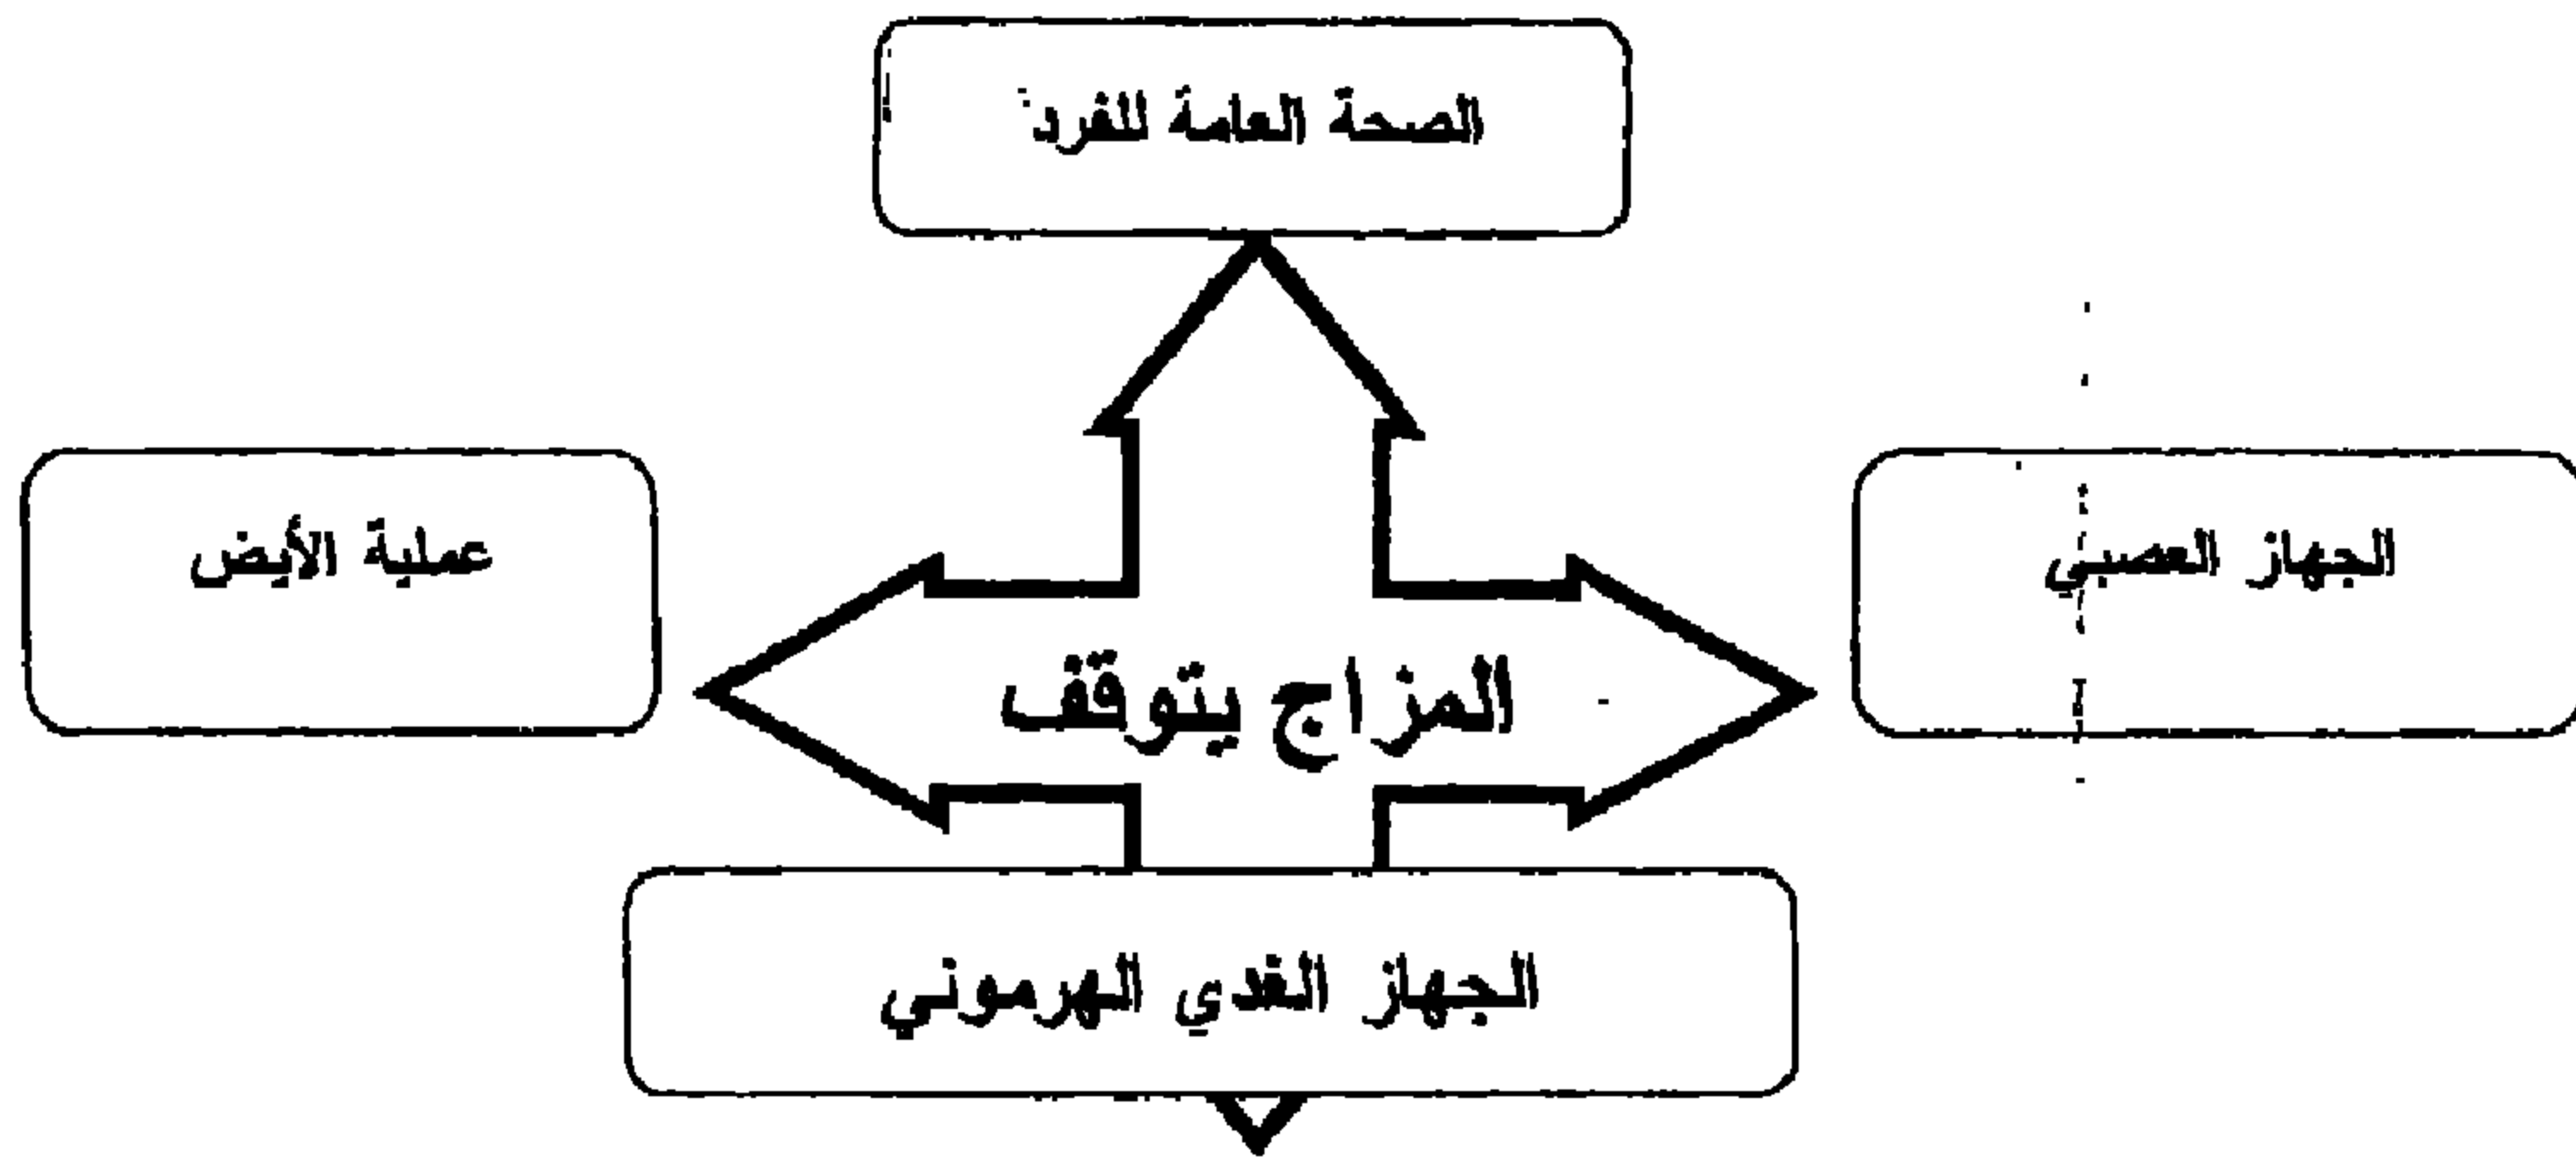 الصحة العامة للفرد
الجهاز العصبي
عملية الأيض
المزاج يتوقف
الجهاز الغدي الهرموني